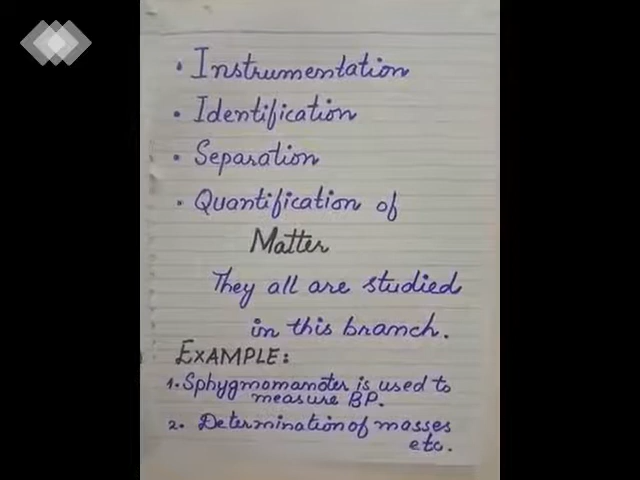 • Instrumentation
• Identification
• Separation
• Quantification of
Matter
They all are studied
in this branch.
EXAMPLE:
1. Sphygmomamoter is used to
measure BP.
2. Determination of masses
etc.